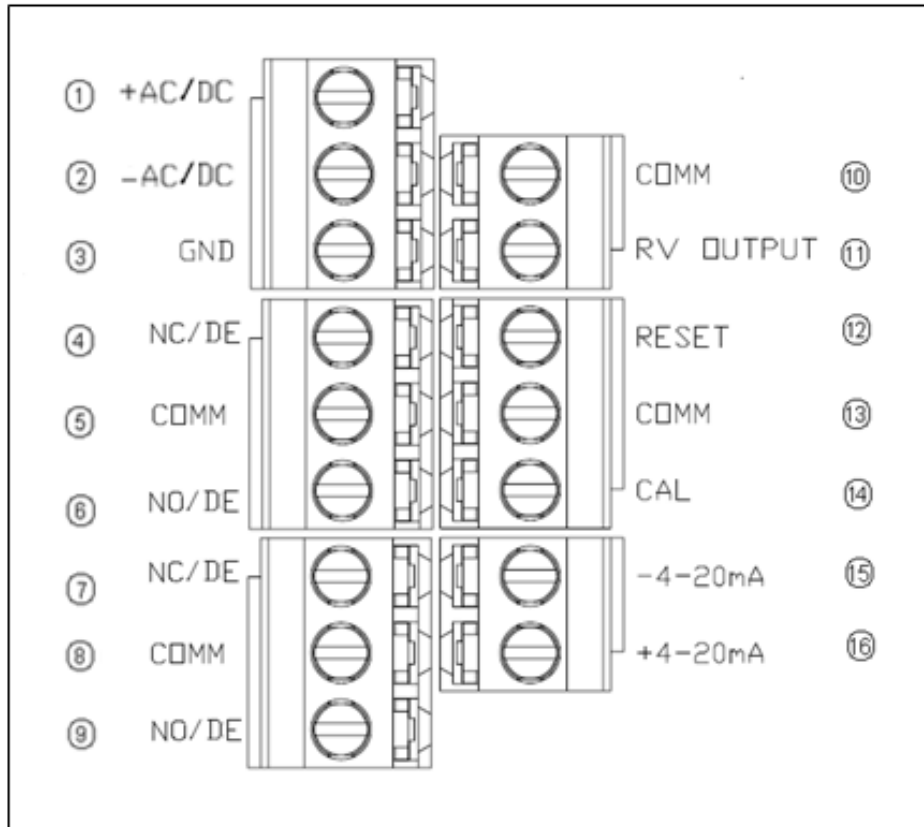 ① +AC/DC
② -AC/DC
③ GND
④ NC/DE
⑤ COMM
⑥ NO/DE
⑦ NC/DE
⑧ COMM
⑨ NO/DE
COMM ⑩
RV OUTPUT ⑪
RESET ⑫
COMM ⑬
CAL ⑭
-4-20mA ⑮
+4-20mA ⑯